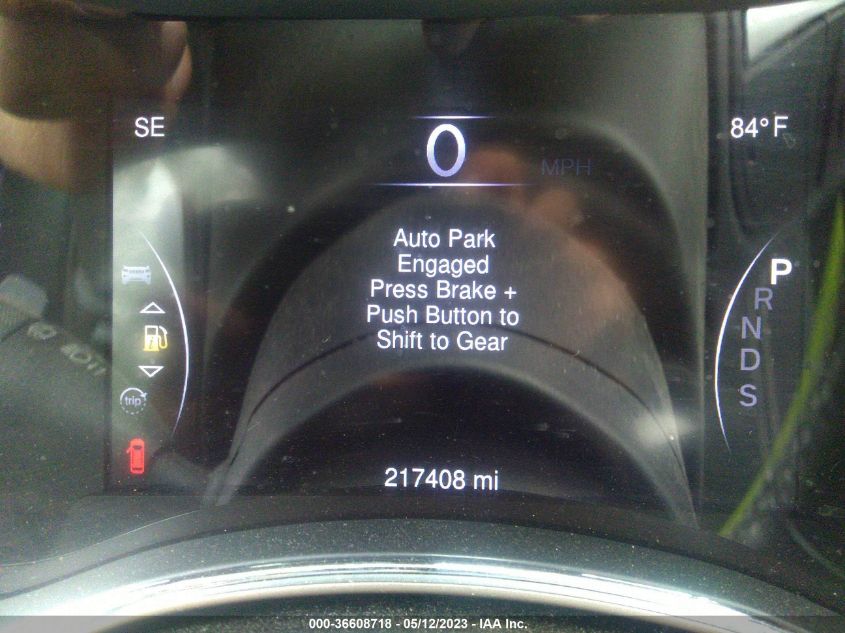 SE
0
MPH
84° F
Auto Park
Engaged
Press Brake +
Push Button to
Shift to Gear
P
R
N
D
S
trip
217408 mi
000-36608718 - 05/12/2023 - IAA Inc.